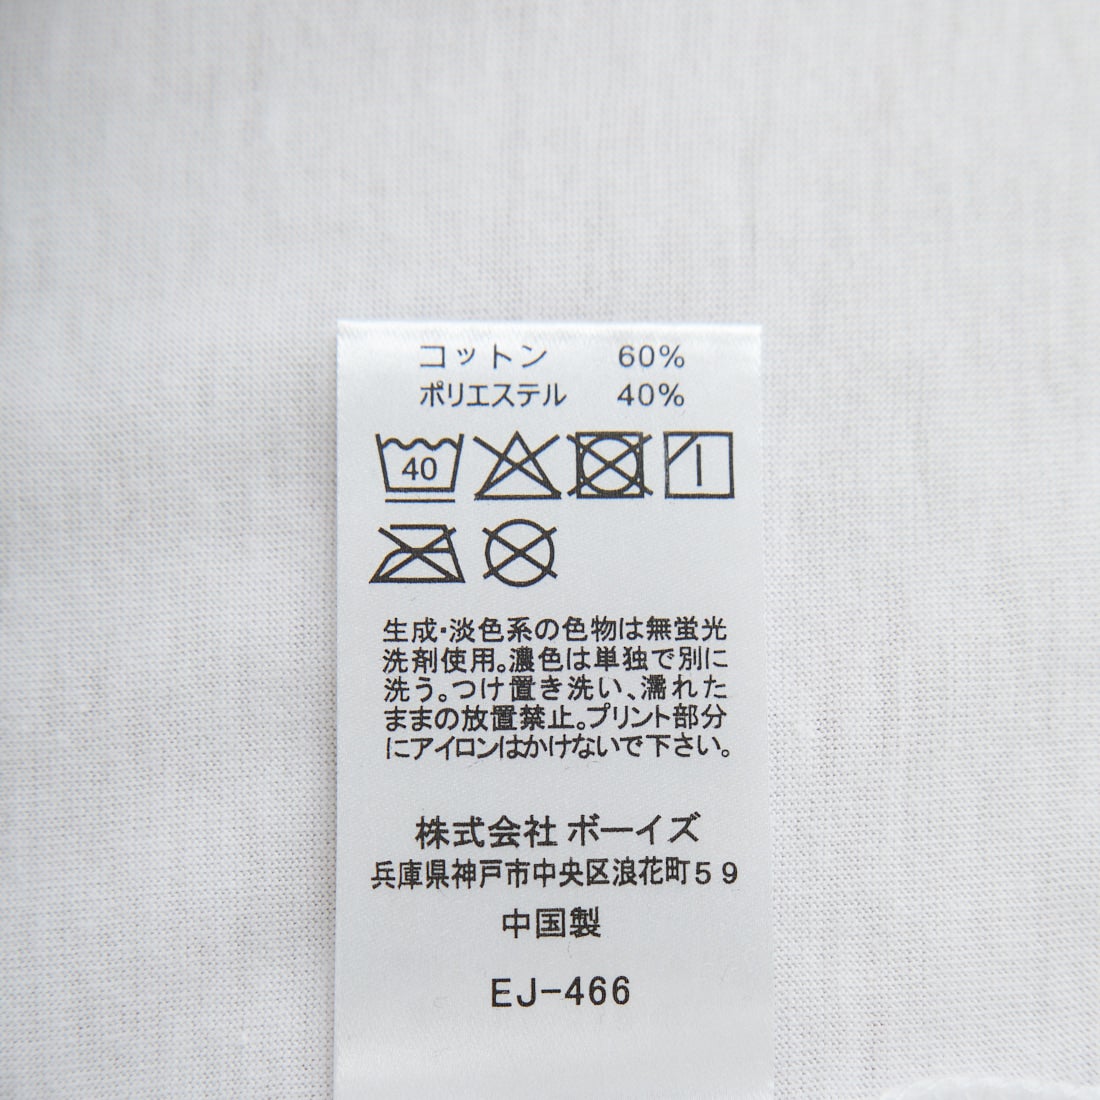 コットン 60%
ポリエステル 40%
40
生成・淡色系の色物は無蛍光
洗剤使用。濃色は単独で別に
洗う。つけ置き洗い、濡れた
ままの放置禁止。プリント部分
にアイロンはかけないで下さい。
株式会社 ボーイズ
兵庫県神戸市中央区浪花町59
中国製
EJ-466